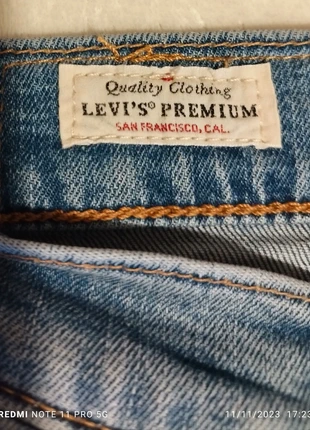 Quality Clothing
LEVI'S® PREMIUM
SAN FRANCISCO, CAL.
REDMI NOTE 11 PRO 5G
11/11/2023 17:23